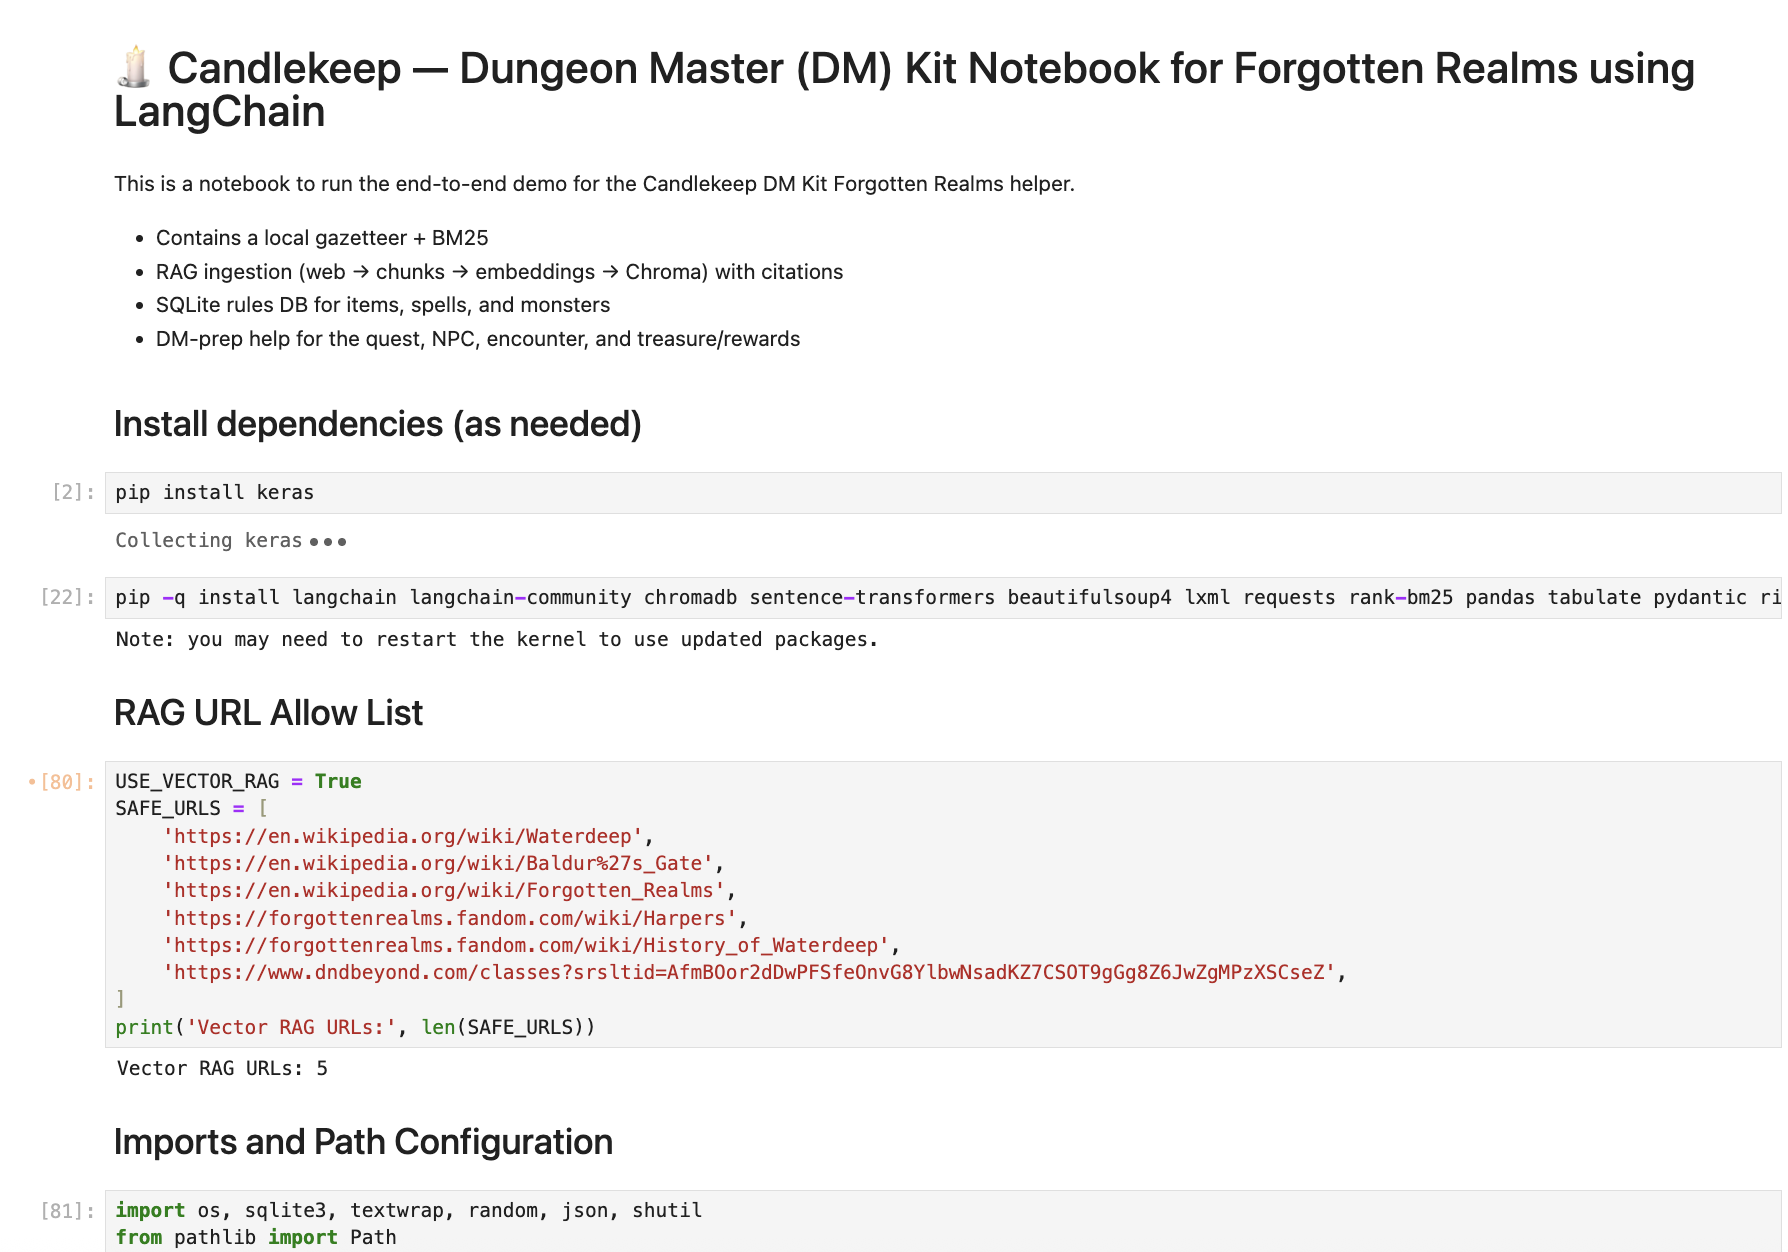 Candlekeep — Dungeon Master (DM) Kit Notebook for Forgotten Realms using
LangChain
This is a notebook to run the end-to-end demo for the Candlekeep DM Kit Forgotten Realms helper.
• Contains a local gazetteer + BM25
• RAG ingestion (web → chunks → embeddings → Chroma) with citations
• SQLite rules DB for items, spells, and monsters
• DM-prep help for the quest, NPC, encounter, and treasure/rewards
Install dependencies (as needed)
[2]: pip install keras
Collecting keras •••
[22]: pip -q install langchain langchain-community chromadb sentence-transformers beautifulsoup4 lxml requests rank-bm25 pandas tabulate pydantic ri
Note: you may need to restart the kernel to use updated packages.
RAG URL Allow List
•[80]: USE_VECTOR_RAG = True
SAFE_URLS = [
    'https://en.wikipedia.org/wiki/Waterdeep',
    'https://en.wikipedia.org/wiki/Baldur%27s_Gate',
    'https://en.wikipedia.org/wiki/Forgotten_Realms',
    'https://forgottenrealms.fandom.com/wiki/Harpers',
    'https://forgottenrealms.fandom.com/wiki/History_of_Waterdeep',
    'https://www.dndbeyond.com/classes?srsltid=AfmBOor2dDwPFSfeOnvG8YlbwNsadKZ7CSOT9gGg8Z6JwZgMPzXSCseZ',
]
print('Vector RAG URLs:', len(SAFE_URLS))
Vector RAG URLs: 5
Imports and Path Configuration
[81]: import os, sqlite3, textwrap, random, json, shutil
from pathlib import Path